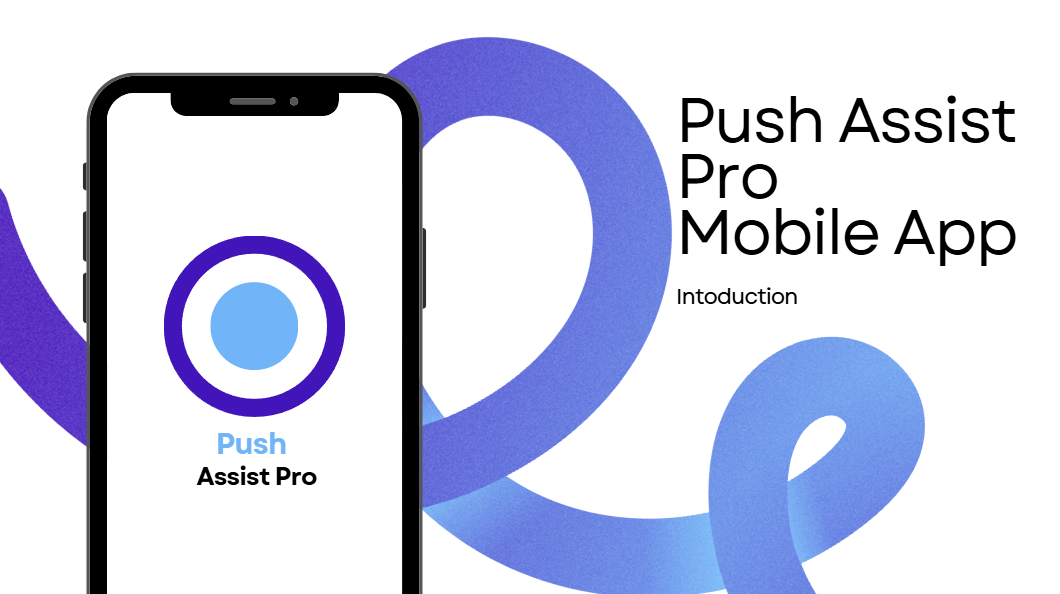 Push Assist
Pro
Mobile App
Intoduction
Push
Assist Pro